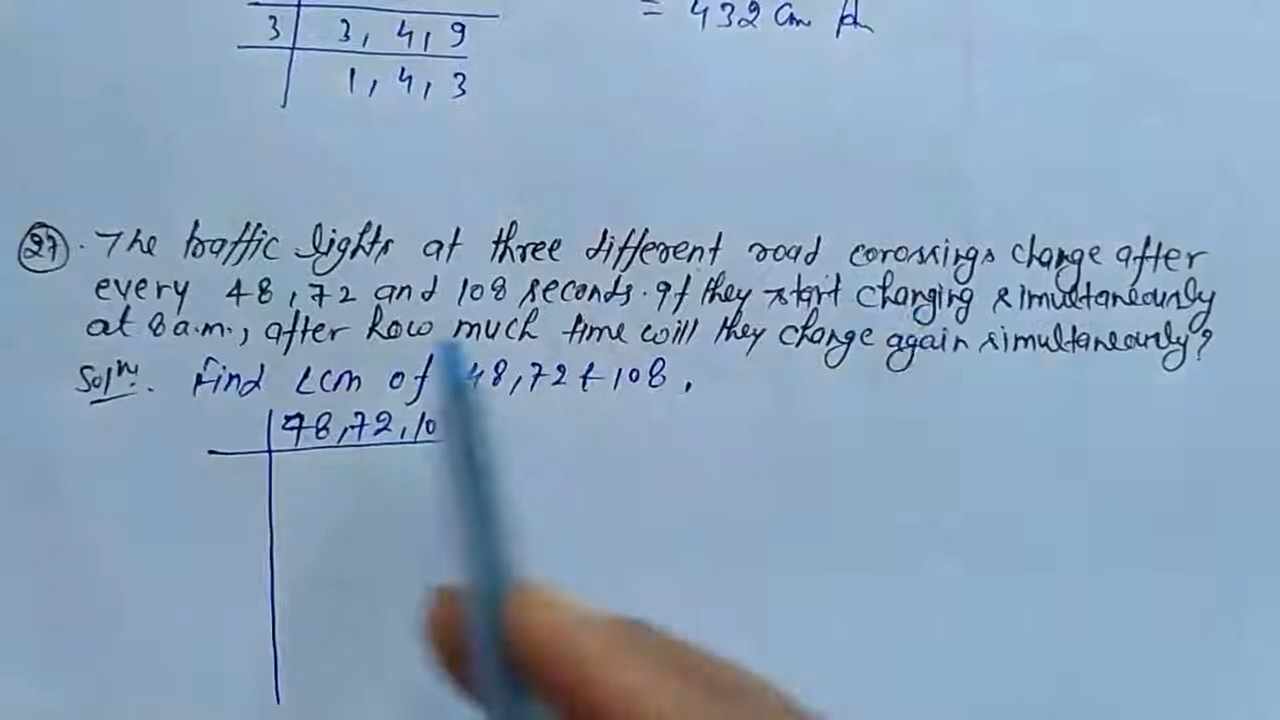 = 432 cm
3 | 3, 4, 9
1, 4, 3
(27). The traffic lights at three different road corossings change after
every 48, 72 and 108 seconds. If they start changing simultaneously
at 8 a.m., after how much time will they change again simultaneously?
Solⁿ. Find LCM of 48, 72 & 108.
48, 72, 10